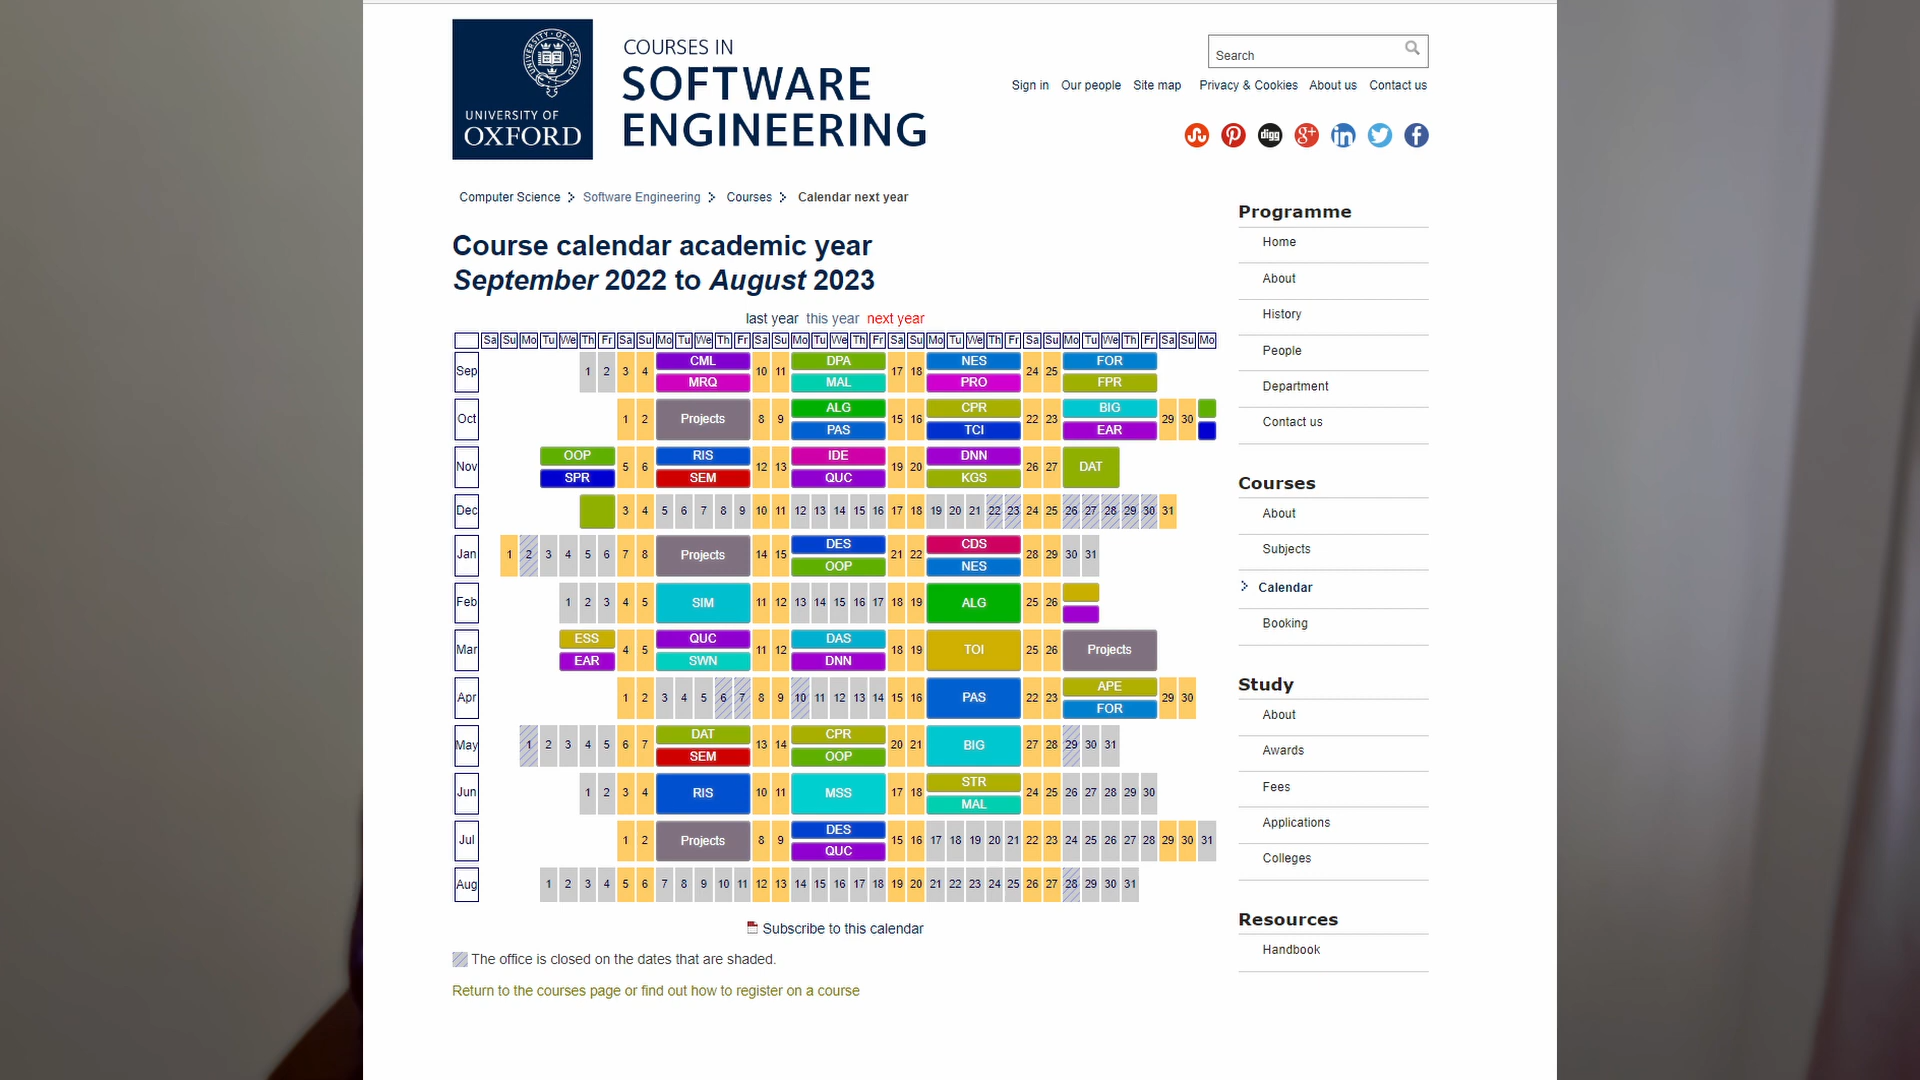 UNIVERSITY OF
OXFORD
COURSES IN
SOFTWARE
ENGINEERING
Search
Sign in Our people Site map Privacy & Cookies About us Contact us
digg
Computer Science Software Engineering Courses Calendar next year
Course calendar academic year
September 2022 to August 2023
last year this year next year
Sa Su Mo Tu We Th Fr Sa Su Mo Tu We Th Fr Sa Su Mo Tu We Th Fr Sa Su Mo Tu We Th Fr Sa Su Mo Tu We Th Fr Sa Su Mo
Sep 1 2 3 4 CML MRQ 10 11 DPA MAL 17 18 NES PRO 24 25 FOR FPR
Oct 1 2 Projects 8 9 ALG PAS 15 16 CPR TCI 22 23 BIG EAR 29 30
Nov OOP SPR 5 6 RIS SEM 12 13 IDE QUC 19 20 DNN KGS 26 27 DAT
Dec 3 4 5 6 7 8 9 10 11 12 13 14 15 16 17 18 19 20 21 22 23 24 25 26 27 28 29 30 31
Jan 1 2 3 4 5 6 7 8 Projects 14 15 DES OOP 21 22 CDS NES 28 29 30 31
Feb 1 2 3 4 5 SIM 11 12 13 14 15 16 17 18 19 ALG 25 26
Mar ESS EAR 4 5 QUC SWN 11 12 DAS DNN 18 19 TOI 25 26 Projects
Apr 1 2 3 4 5 6 7 8 9 10 11 12 13 14 15 16 PAS 22 23 APE FOR 29 30
May 1 2 3 4 5 6 7 DAT SEM 13 14 CPR OOP 20 21 BIG 27 28 29 30 31
Jun 1 2 3 4 RIS 10 11 MSS 17 18 STR MAL 24 25 26 27 28 29 30
Jul 1 2 Projects 8 9 DES QUC 15 16 17 18 19 20 21 22 23 24 25 26 27 28 29 30 31
Aug 1 2 3 4 5 6 7 8 9 10 11 12 13 14 15 16 17 18 19 20 21 22 23 24 25 26 27 28 29 30 31
Subscribe to this calendar
The office is closed on the dates that are shaded.
Return to the courses page or find out how to register on a course
Programme
Home
About
History
People
Department
Contact us
Courses
About
Subjects
Calendar
Booking
Study
About
Awards
Fees
Applications
Colleges
Resources
Handbook